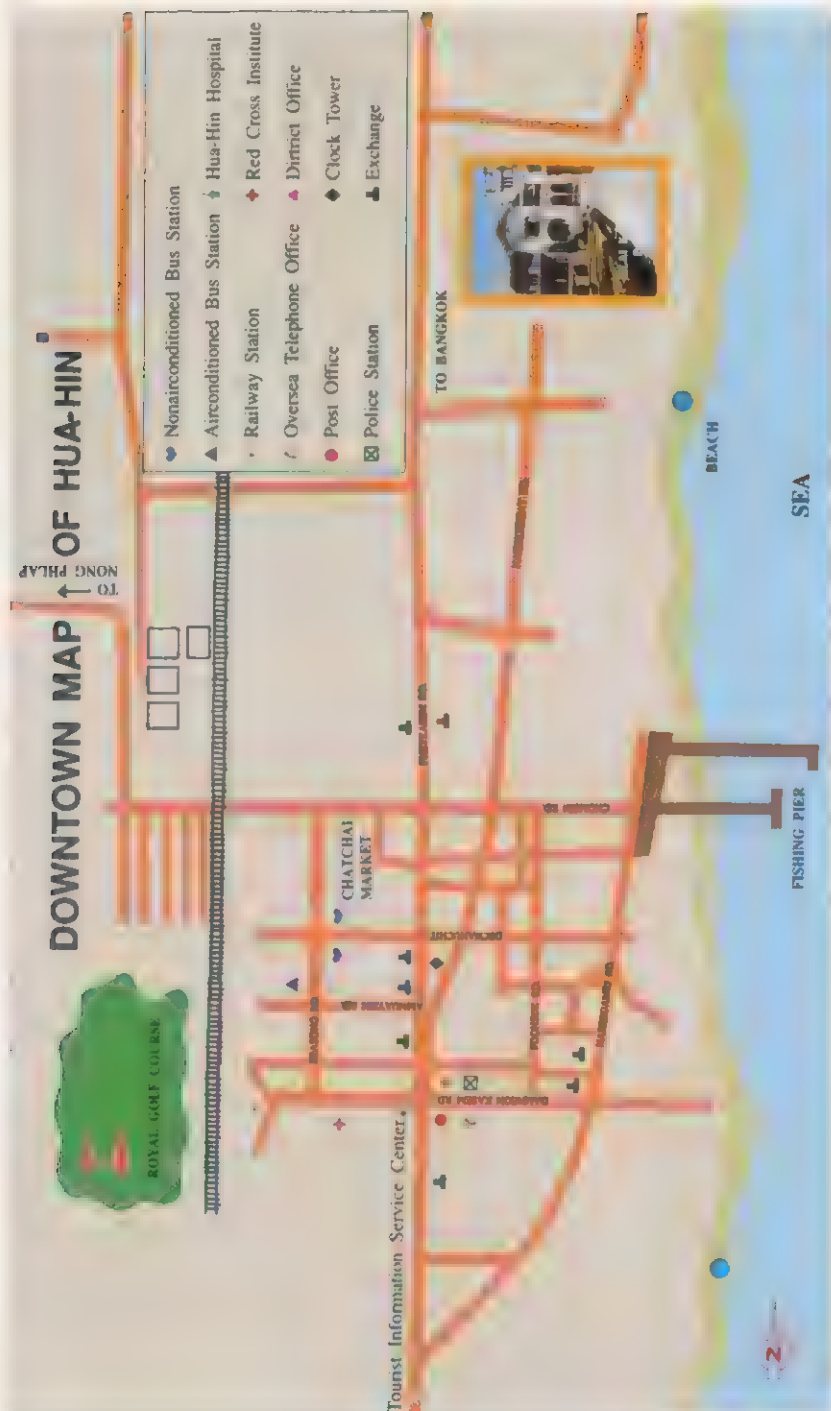 DOWNTOWN MAP OF HUA-HIN
TO
NONG PHLAP
ROYAL GOLF COURSE
Nonairconditioned Bus Station
Airconditioned Bus Station
Railway Station
Oversea Telephone Office
Post Office
Police Station
Hua-Hin Hospital
Red Cross Institute
District Office
Clock Tower
Exchange
TO BANGKOK
CHATCHAI
MARKET
PHETKASEM RD.
CHOMSIN RD.
DECHANUCHIT
DAMNOEN KASEM RD
Tourist Information Service Center
FISHING PIER
BEACH
SEA